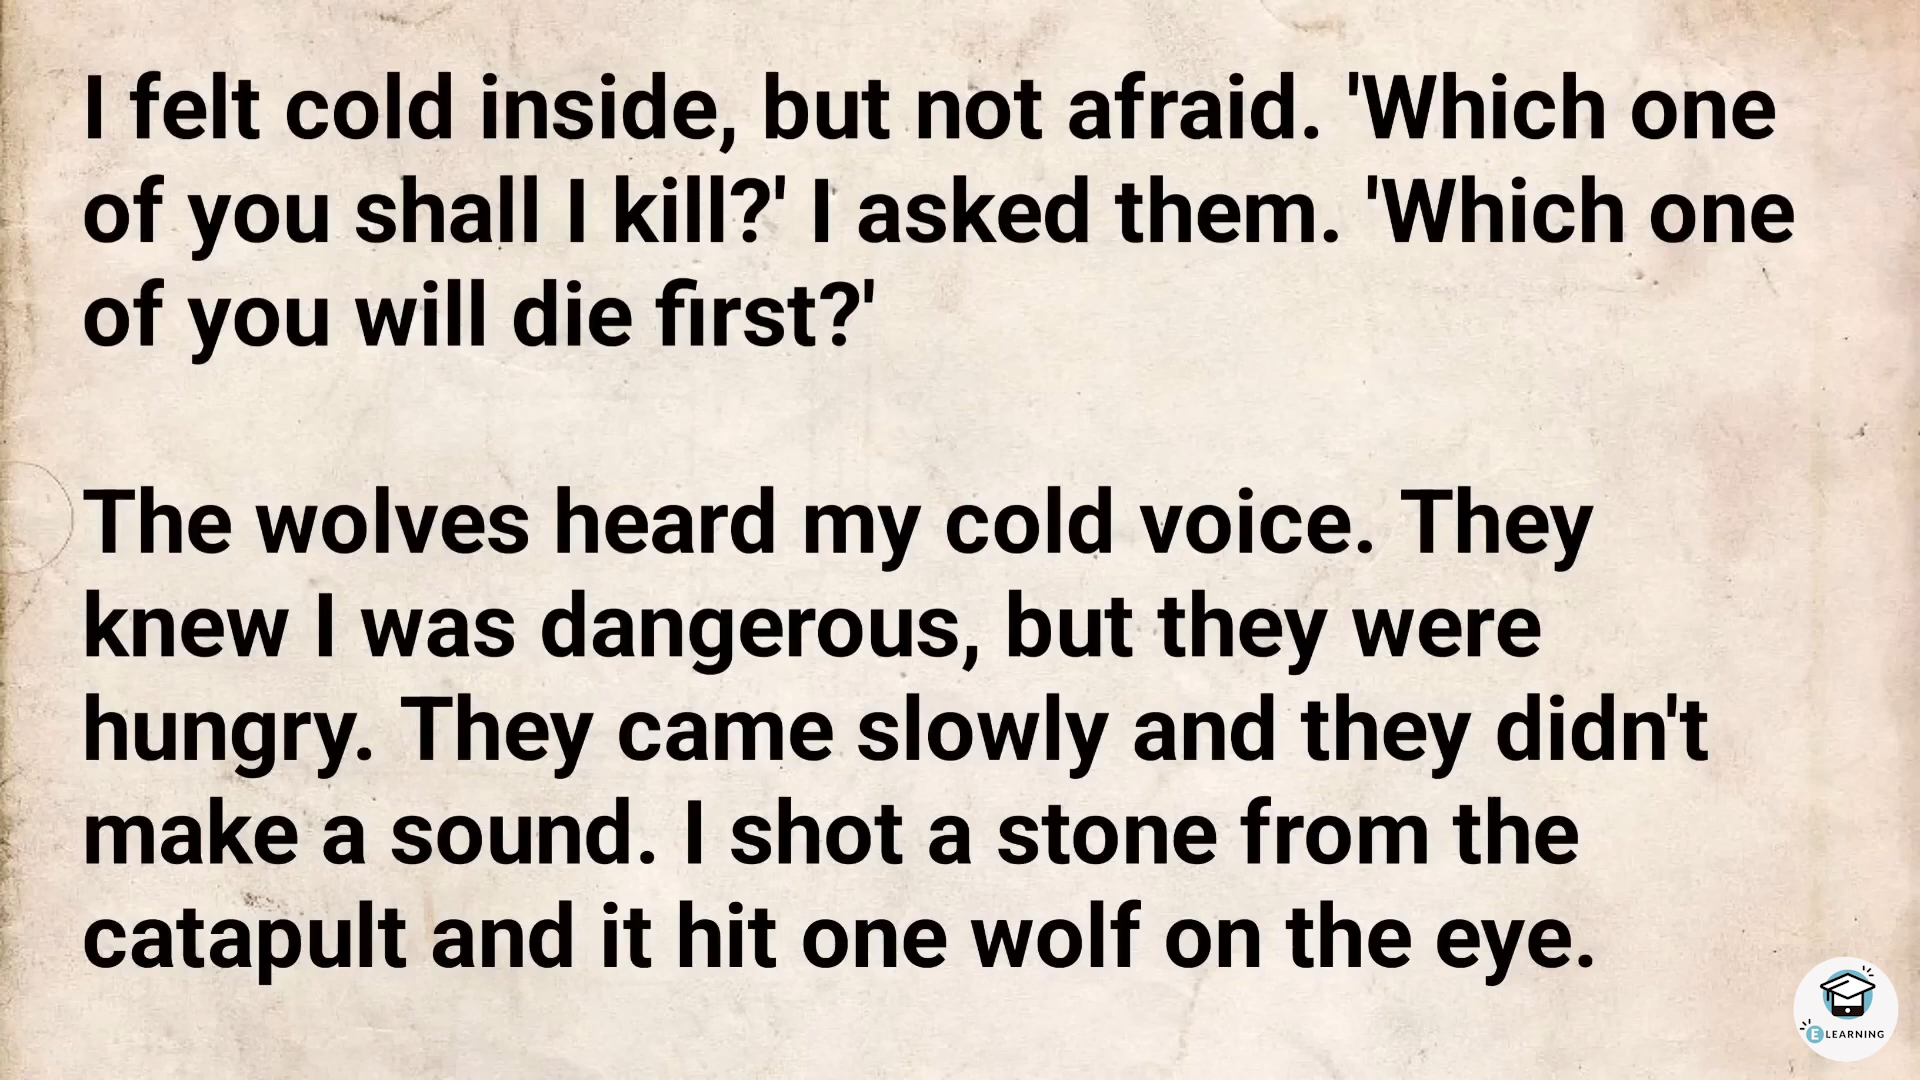 I felt cold inside, but not afraid. 'Which one
of you shall I kill?' I asked them. 'Which one
of you will die first?'
The wolves heard my cold voice. They
knew I was dangerous, but they were
hungry. They came slowly and they didn't
make a sound. I shot a stone from the
catapult and it hit one wolf on the eye.
E LEARNING